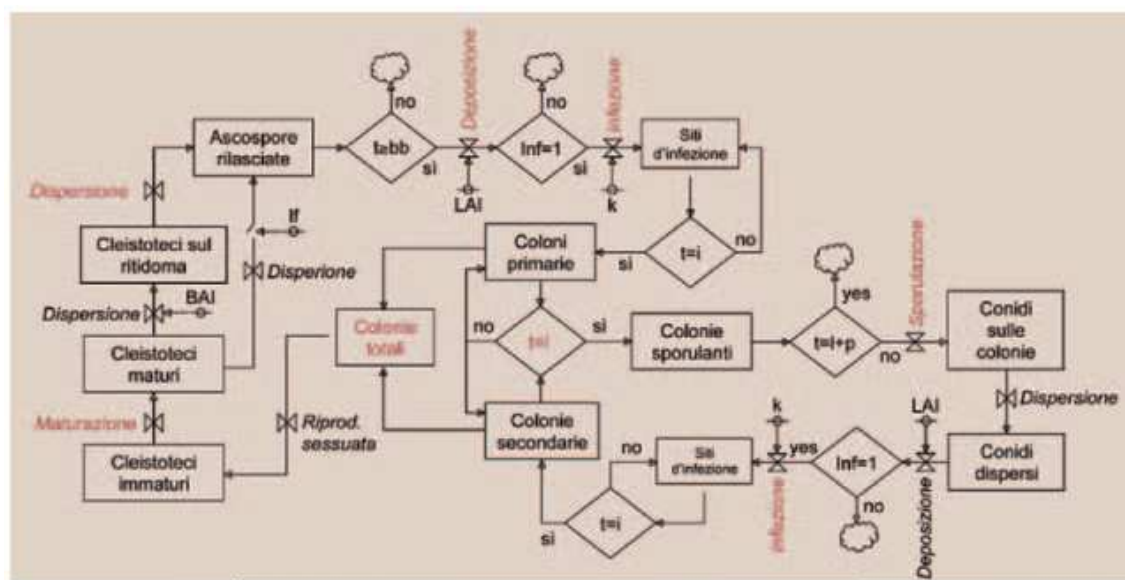 no
no
Deposizione
infezione
Ascospore
rilasciate
t≥bb
Inf=1
Siti
d'infezione
si
si
Dispersione
If
LAI
k
Cleistoteci sul
ritidoma
Disperione
Coloni
primarie
t=i
si
no
Dispersione
BAI
yes
Sporulazione
Colonie
totali
no
t=i
si
Colonie
sporulanti
t=l+p
no
Conidi
sulle
colonie
Cleistoteci
maturi
Maturazione
Riprod.
sessuata
Colonie
secondarie
k
LAI
Dispersione
Cleistoteci
immaturi
no
Siti
d'infezione
yes
Inf=1
Conidi
dispersi
si
t=i
infezione
no
Deposizione